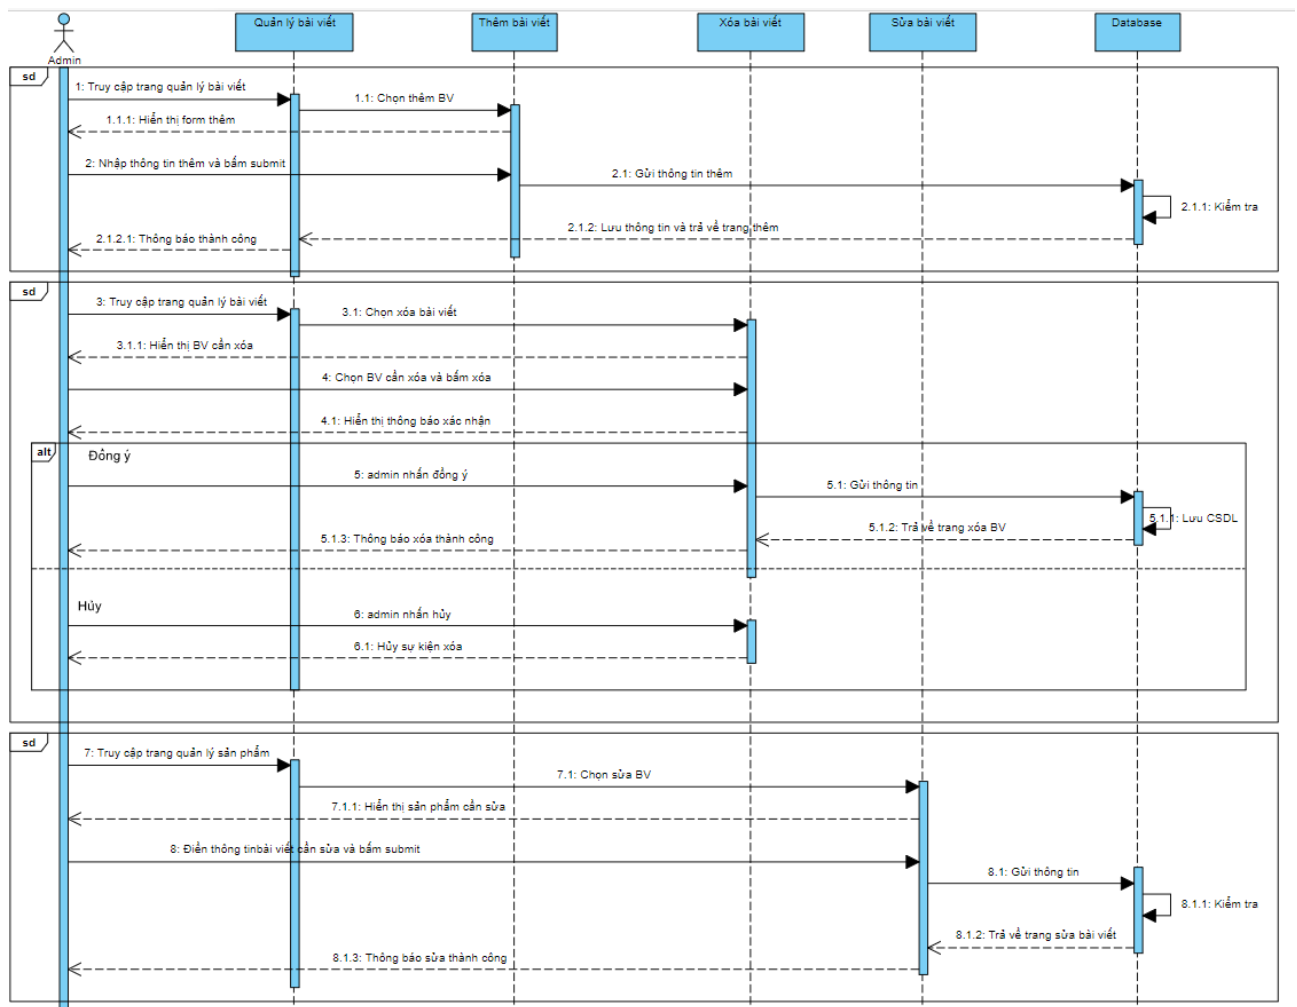 Quản lý bài viết
Thêm bài viết
Xóa bài viết
Sửa bài viết
Database
Admin
sd
1: Truy cập trang quản lý bài viết
1.1: Chọn thêm BV
1.1.1: Hiển thị form thêm
2: Nhập thông tin thêm và bấm submit
2.1: Gửi thông tin thêm
2.1.1: Kiểm tra
2.1.2: Lưu thông tin và trả về trang thêm
2.1.2.1: Thông báo thành công
sd
3: Truy cập trang quản lý bài viết
3.1: Chọn xóa bài viết
3.1.1: Hiển thị BV cần xóa
4: Chọn BV cần xóa và bấm xóa
4.1: Hiển thị thông báo xác nhận
alt
Đồng ý
5: admin nhấn đồng ý
5.1: Gửi thông tin
5.1.1: Lưu CSDL
5.1.2: Trả về trang xóa BV
5.1.3: Thông báo xóa thành công
Hủy
6: admin nhấn hủy
6.1: Hủy sự kiện xóa
sd
7: Truy cập trang quản lý sản phẩm
7.1: Chọn sửa BV
7.1.1: Hiển thị sản phẩm cần sửa
8: Điền thông tinbài viết cần sửa và bấm submit
8.1: Gửi thông tin
8.1.1: Kiểm tra
8.1.2: Trả về trang sửa bài viết
8.1.3: Thông báo sửa thành công